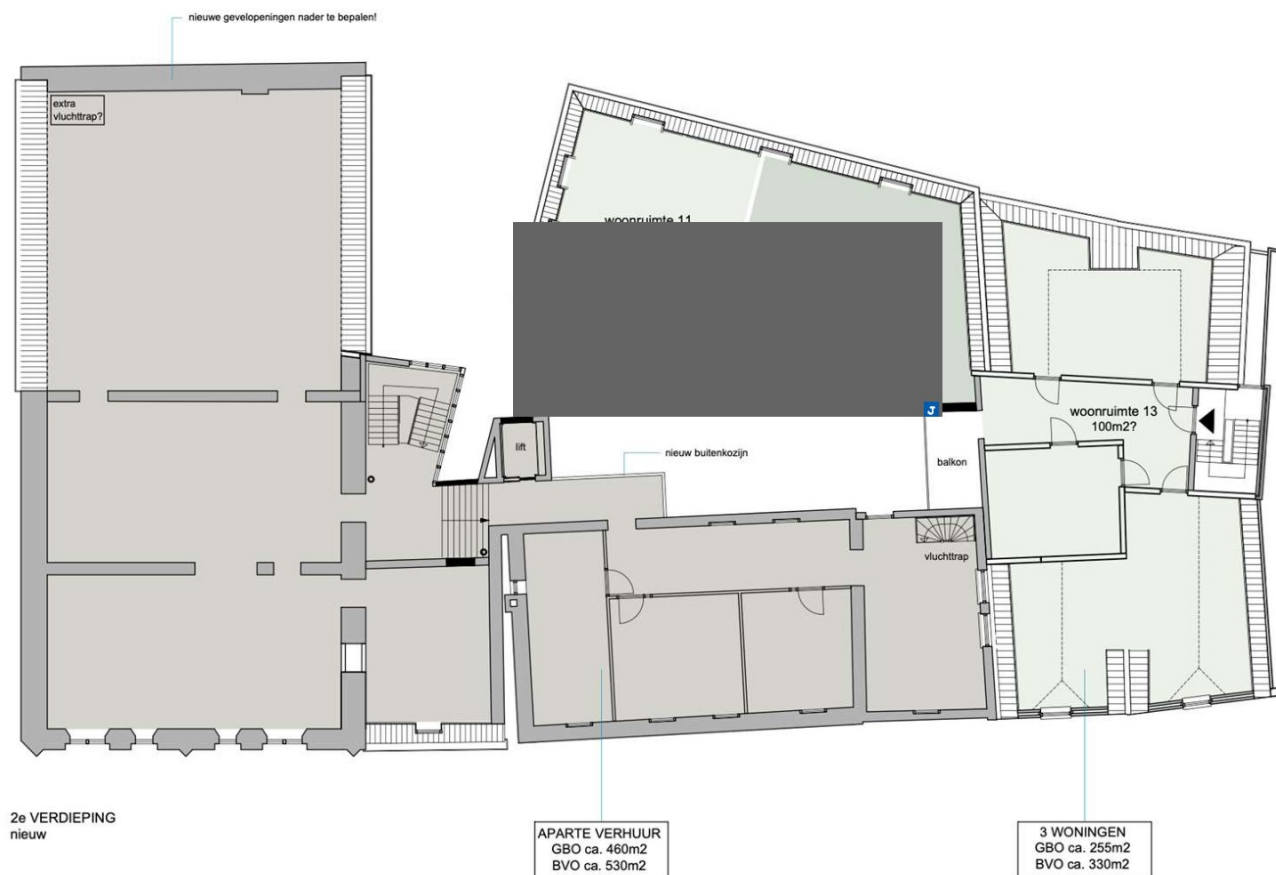 nieuwe gevelopeningen nader te bepalen!
extra
vluchttrap?
woonruimte 11
woonruimte 13
100m2?
lift
nieuw buitenkozijn
balkon
vluchttrap
2e VERDIEPING
nieuw
APARTE VERHUUR
GBO ca. 460m2
BVO ca. 530m2
3 WONINGEN
GBO ca. 255m2
BVO ca. 330m2
J